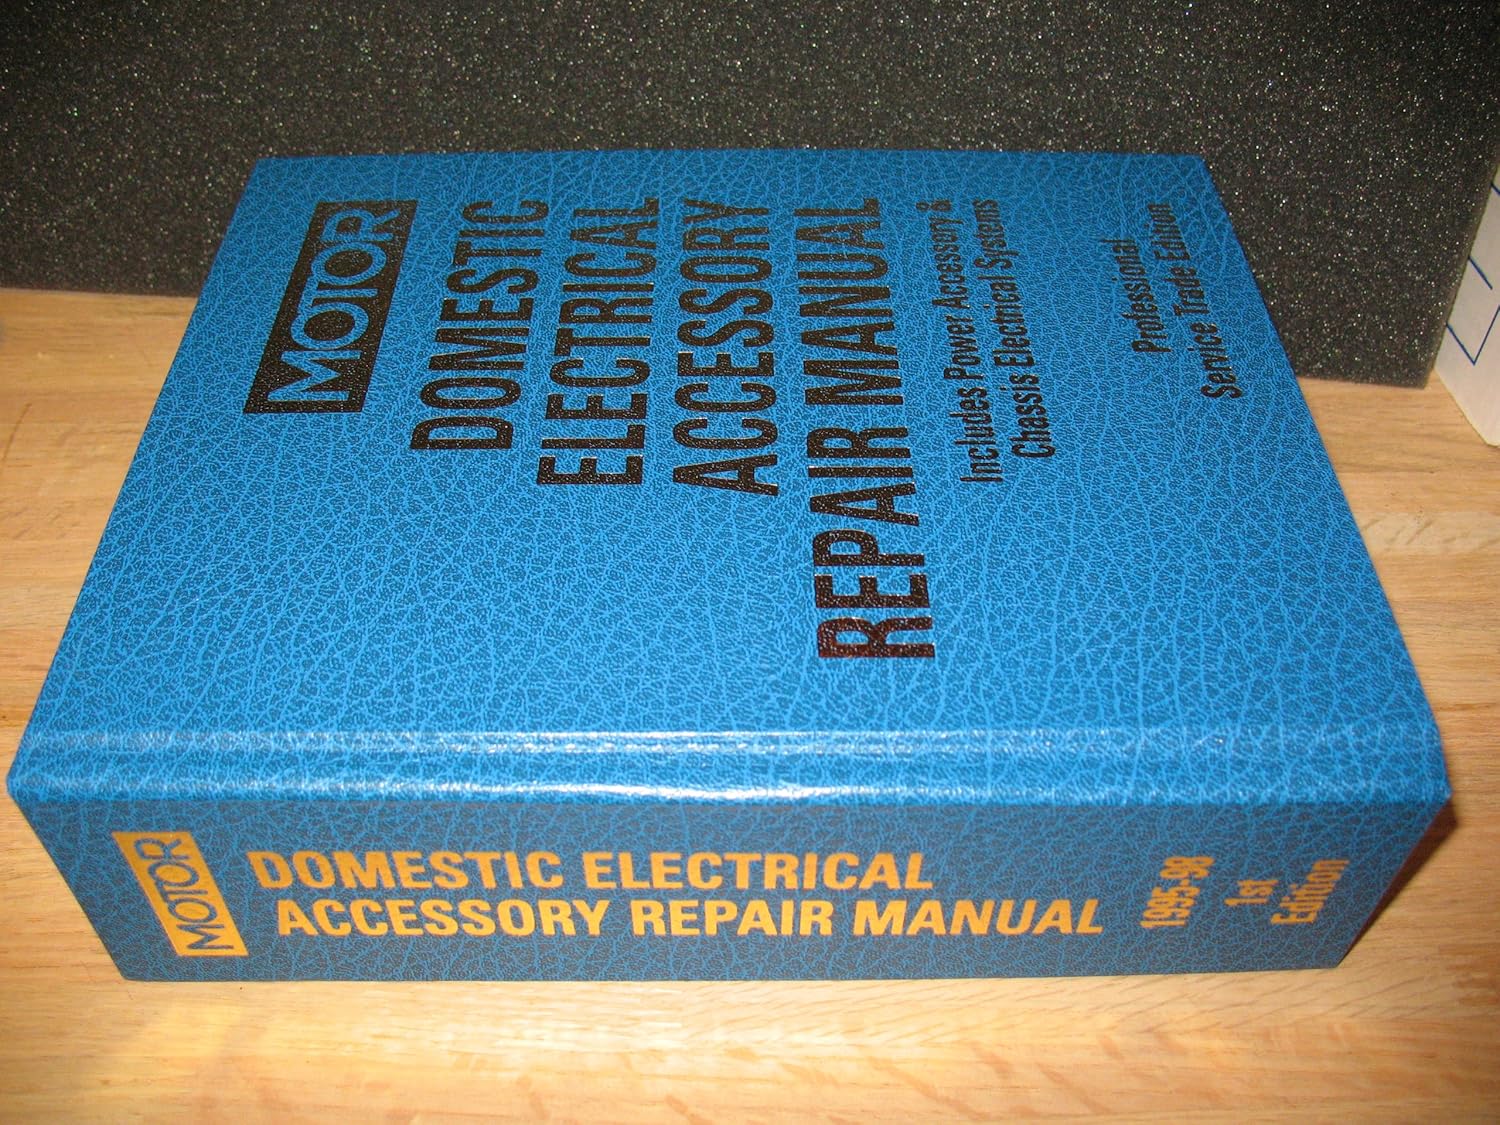 MOTOR
DOMESTIC
ELECTRICAL
ACCESSORY
REPAIR MANUAL
Includes Power Accessory &
Chassis Electrical Systems
Professional
Service Trade Edition
MOTOR
DOMESTIC ELECTRICAL
ACCESSORY REPAIR MANUAL
1995-98
1st
Edition